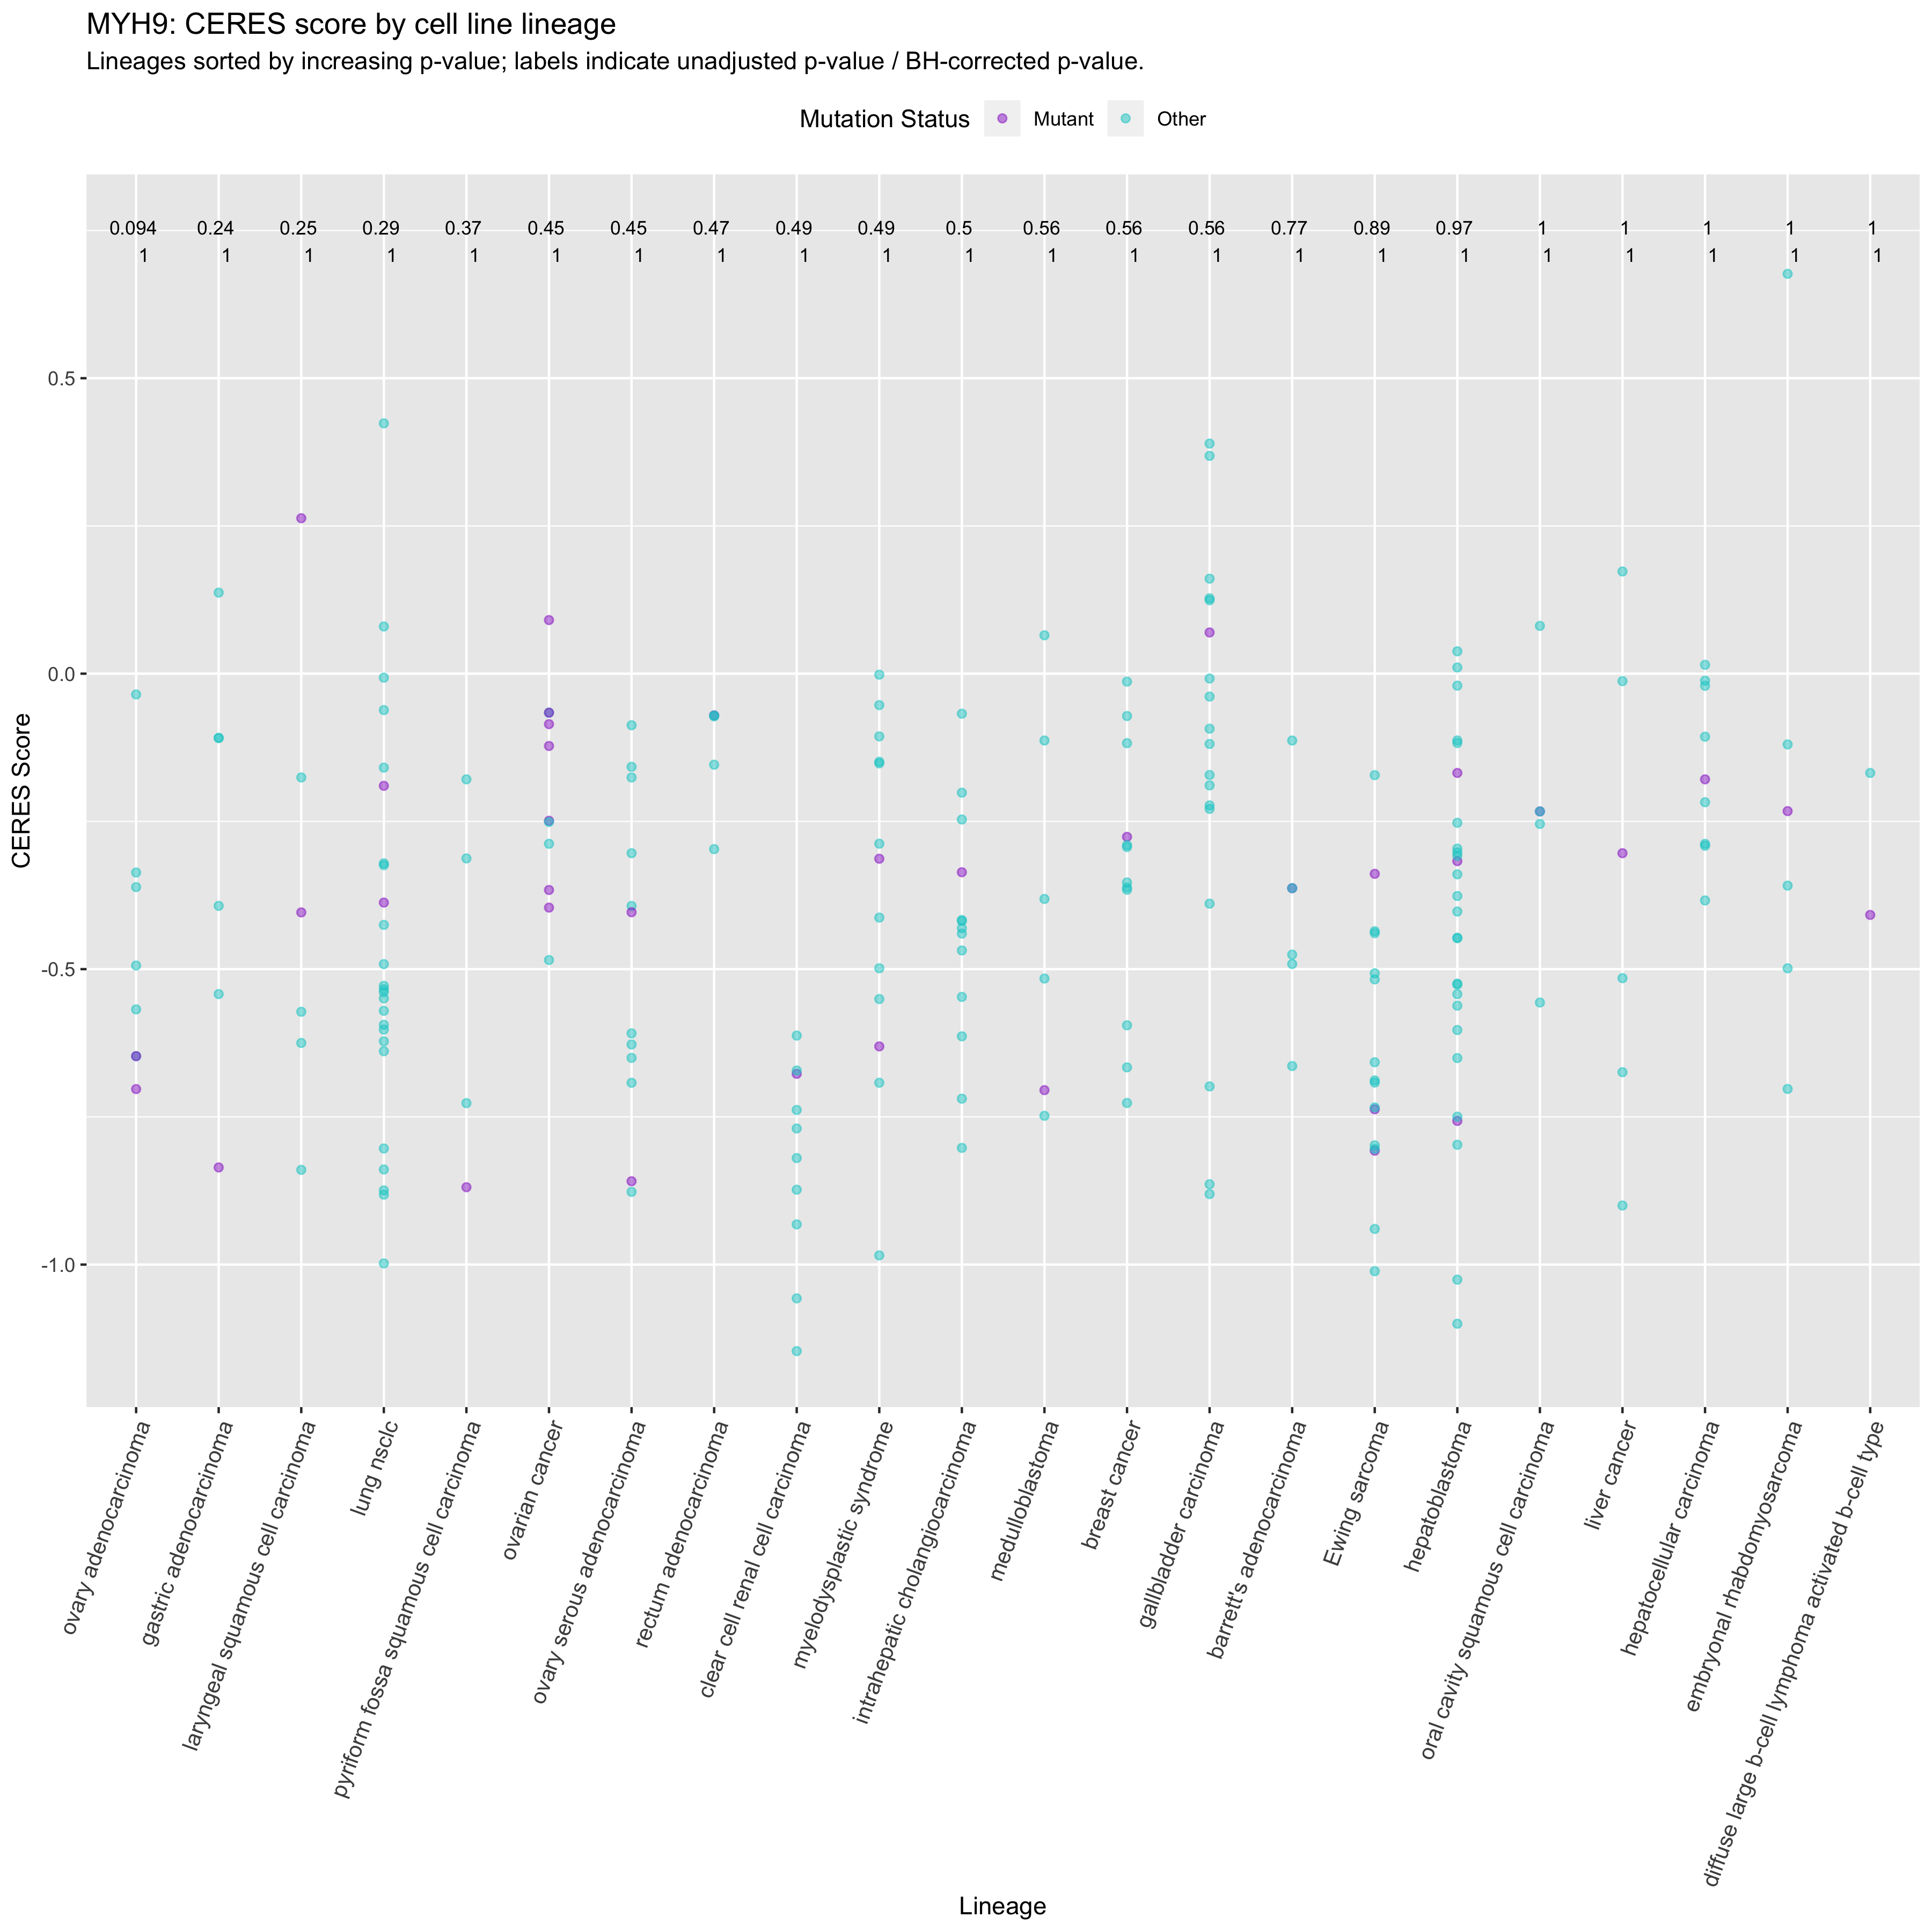 MYH9: CERES score by cell line lineage
Lineages sorted by increasing p-value; labels indicate unadjusted p-value / BH-corrected p-value.
Mutation Status Mutant Other
0.094 0.24 0.25 0.29 0.37 0.45 0.45 0.47 0.49 0.49 0.5 0.56 0.56 0.56 0.77 0.89 0.97 1 1 1 1 1
1 1 1 1 1 1 1 1 1 1 1 1 1 1 1 1 1 1 1 1 1 1
0.5
0.0
-0.5
-1.0
CERES Score
ovary adenocarcinoma
gastric adenocarcinoma
laryngeal squamous cell carcinoma
lung nsclc
pyriform fossa squamous cell carcinoma
ovarian cancer
ovary serous adenocarcinoma
rectum adenocarcinoma
clear cell renal cell carcinoma
myelodysplastic syndrome
intrahepatic cholangiocarcinoma
medulloblastoma
breast cancer
gallbladder carcinoma
barrett's adenocarcinoma
Ewing sarcoma
hepatoblastoma
oral cavity squamous cell carcinoma
liver cancer
hepatocellular carcinoma
embryonal rhabdomyosarcoma
diffuse large b-cell lymphoma activated b-cell type
Lineage